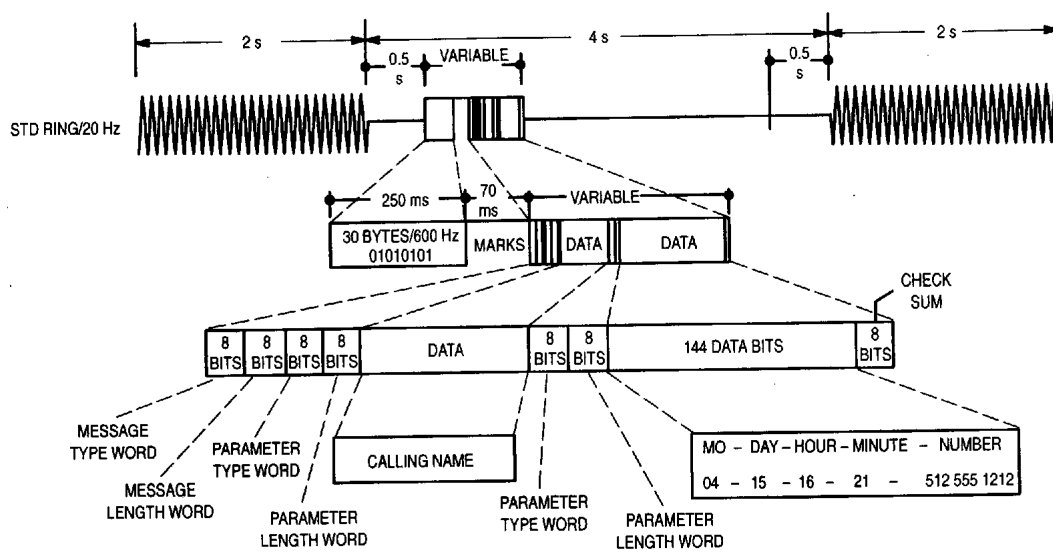 2 s
4 s
2 s
0.5
s
VARIABLE
0.5
s
STD RING/20 Hz
250 ms
70
ms
VARIABLE
30 BYTES/600 Hz
01010101
MARKS
DATA
DATA
CHECK
SUM
8
BITS
8
BITS
8
BITS
8
BITS
DATA
8
BITS
8
BITS
144 DATA BITS
8
BITS
MESSAGE
TYPE WORD
MESSAGE
LENGTH WORD
PARAMETER
TYPE WORD
PARAMETER
LENGTH WORD
CALLING NAME
PARAMETER
TYPE WORD
PARAMETER
LENGTH WORD
MO – DAY – HOUR – MINUTE – NUMBER
04 – 15 – 16 – 21 – 512 555 1212